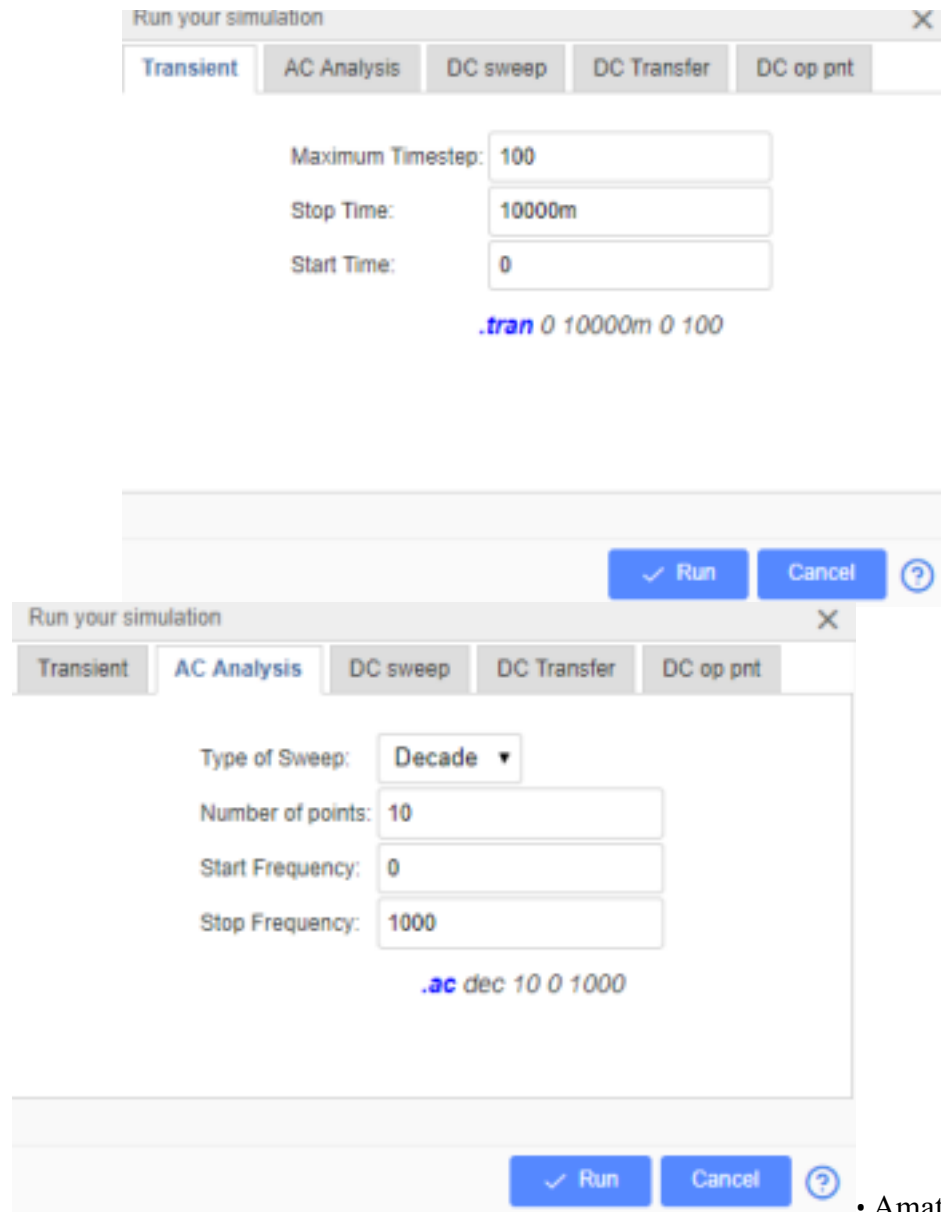 Run your simulation
Transient AC Analysis DC sweep DC Transfer DC op pnt
Maximum Timestep: 100
Stop Time: 10000m
Start Time: 0
.tran 0 10000m 0 100
Run Cancel
Run your simulation
Transient AC Analysis DC sweep DC Transfer DC op pnt
Type of Sweep: Decade
Number of points: 10
Start Frequency: 0
Stop Frequency: 1000
.ac dec 10 0 1000
Run Cancel